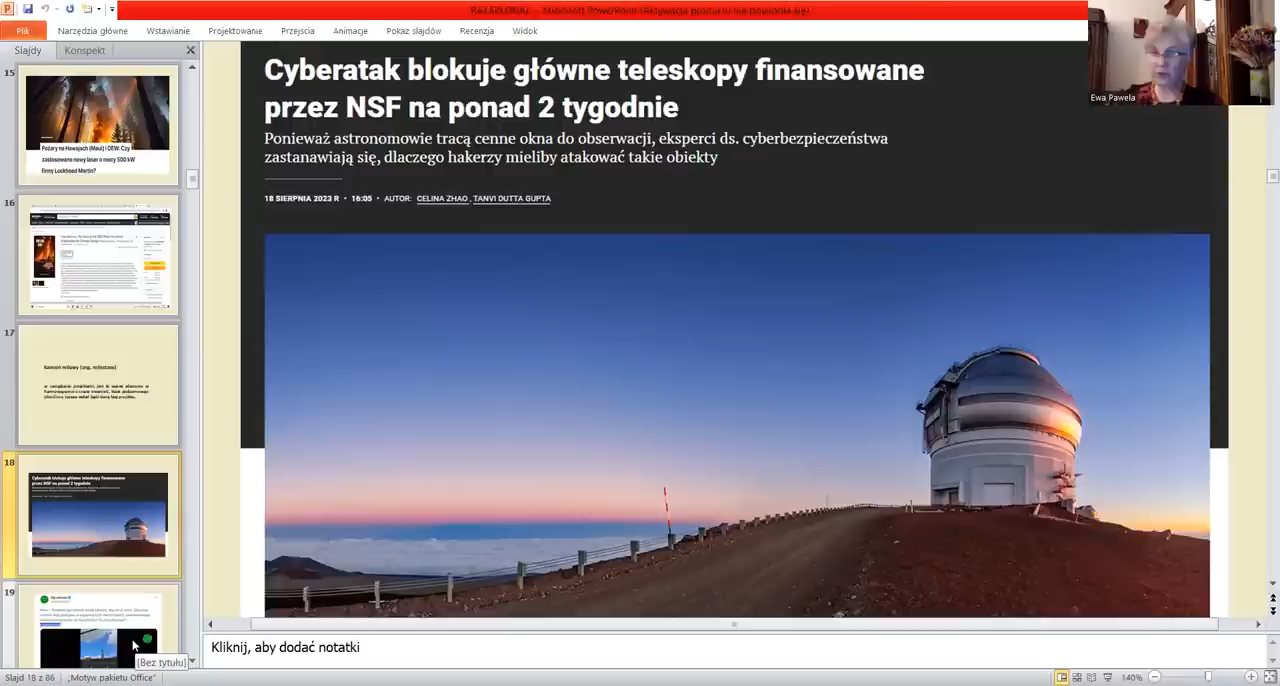 Plik
Narzędzia główne
Wstawianie
Projektowanie
Przejścia
Animacje
Pokaz slajdów
Recenzja
Widok
Slajdy
Konspekt
15
Pożary na Hawajach (Maui) i DEW: Czy
zastosowano nowy laser o mocy 500 kW
firmy Lockheed Martin?
16
17
Kamień milowy (ang. milestone)
18
Cyberatak blokuje główne teleskopy finansowane
przez NSF na ponad 2 tygodnie
19
[Bez tytułu]
Cyberatak blokuje główne teleskopy finansowane
przez NSF na ponad 2 tygodnie
Ponieważ astronomowie tracą cenne okna do obserwacji, eksperci ds. cyberbezpieczeństwa
zastanawiają się, dlaczego hakerzy mieliby atakować takie obiekty
18 SIERPNIA 2023 R • 16:05 • AUTOR: CELINA ZHAO , TANVI DUTTA GUPTA
Ewa Pawela
Kliknij, aby dodać notatki
Slajd 18 z 86
„Motyw pakietu Office"
140%